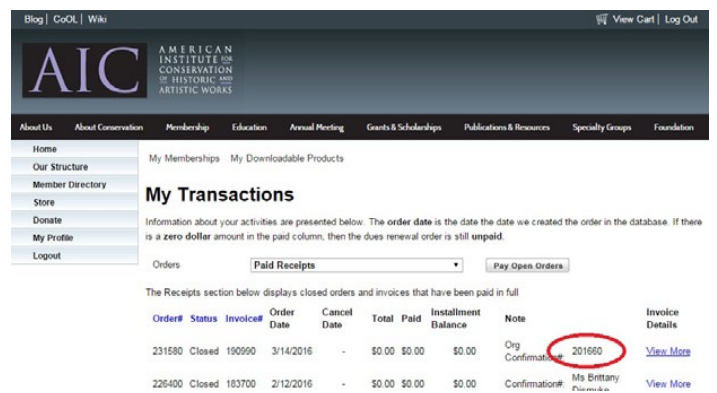 Blog | CoOL | Wiki
View Cart | Log Out
AIC
AMERICAN
INSTITUTE FOR
CONSERVATION
OF HISTORIC AND
ARTISTIC WORKS
About Us About Conservation Membership Education Annual Meeting Grants & Scholarships Publications & Resources Specialty Groups Foundation
Home
Our Structure
Member Directory
Store
Donate
My Profile
Logout
My Memberships My Downloadable Products
My Transactions
Information about your activities are presented below. The order date is the date the date we created the order in the database. If there
is a zero dollar amount in the paid column, then the dues renewal order is still unpaid.
Orders Paid Receipts Pay Open Orders
The Receipts section below displays closed orders and invoices that have been paid in full
Order# Status Invoice# Order Date Cancel Date Total Paid Installment Balance Note Invoice Details
231580 Closed 190990 3/14/2016 - $0.00 $0.00 $0.00 Org Confirmation#: 201660 View More
226400 Closed 183700 2/12/2016 - $0.00 $0.00 $0.00 Confirmation#: Ms Brittany View More